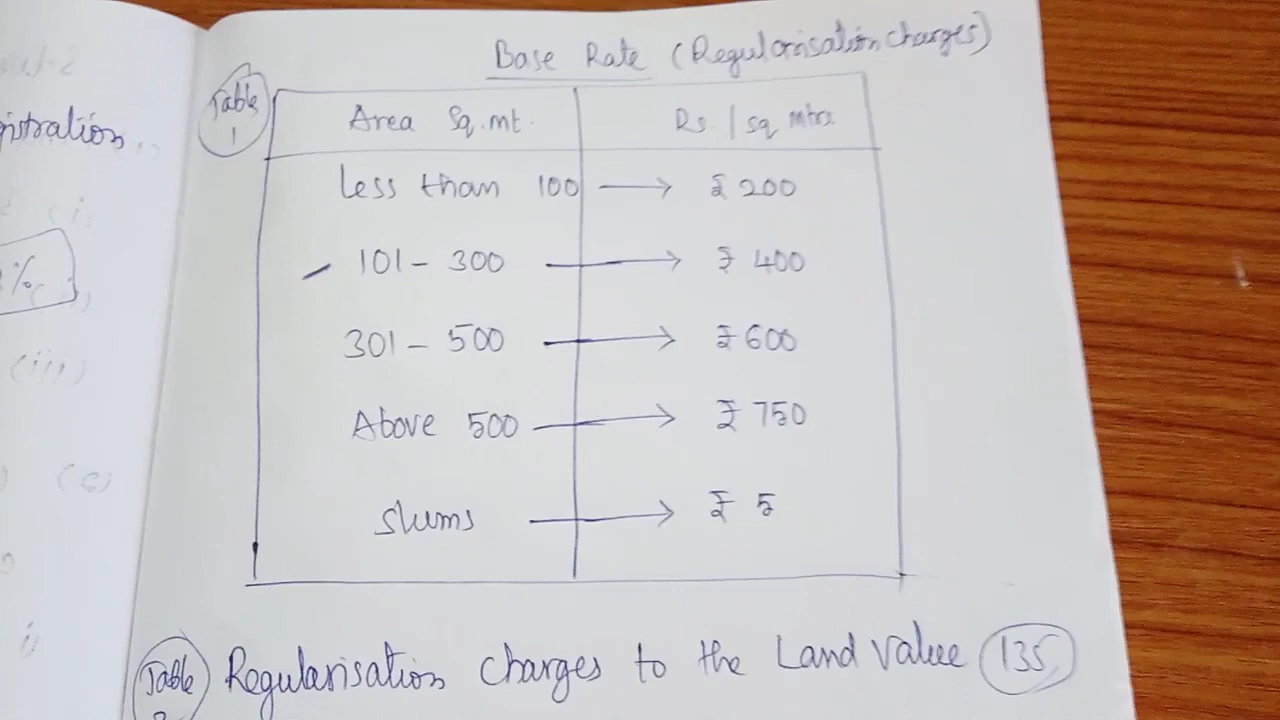 Base Rate (Regularisation charges)
Table 1
Area Sq.mt. Rs. / sq mtrs.
less than 100 → ₹ 200
101 - 300 → ₹ 400
301 - 500 → ₹ 600
Above 500 → ₹ 750
slums → ₹ 5
Table Regularisation charges to the Land Value 135
gistration
%